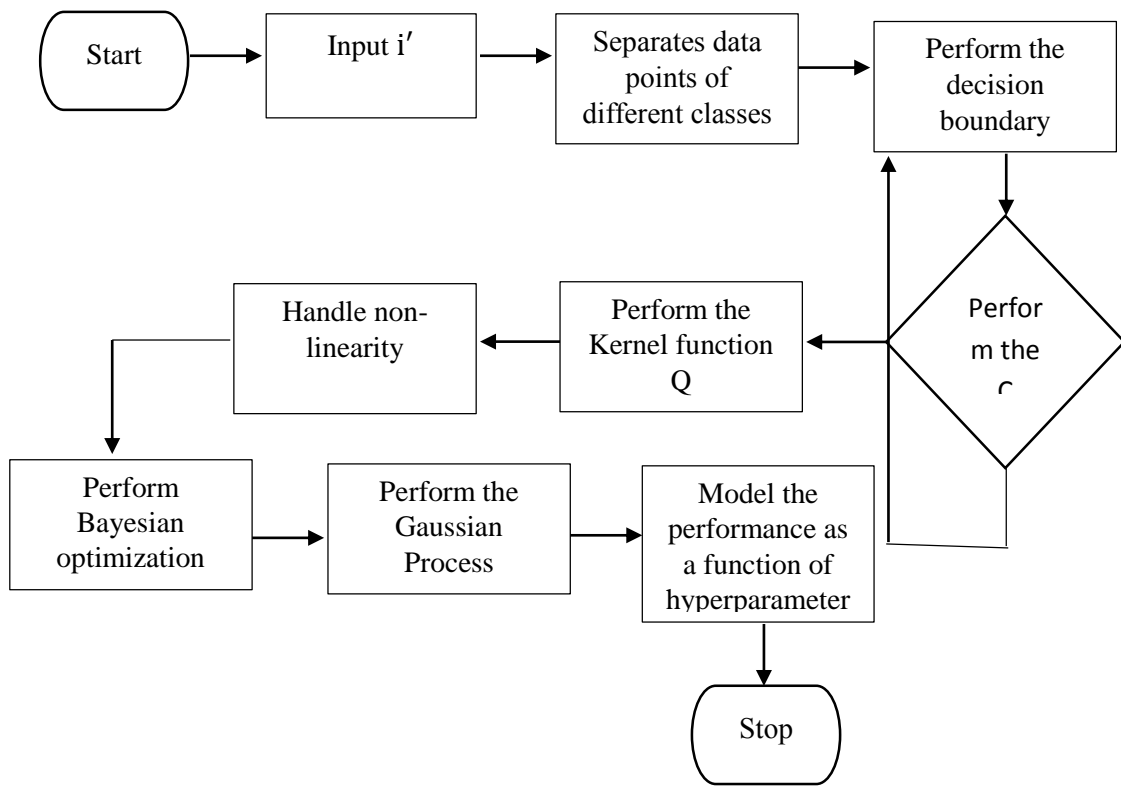 Start
Input i′
Separates data
points of
different classes
Perform the
decision
boundary
Perfor
m the
Perform the
Kernel function
Q
Handle non-
linearity
Perform
Bayesian
optimization
Perform the
Gaussian
Process
Model the
performance as
a function of
hyperparameter
Stop